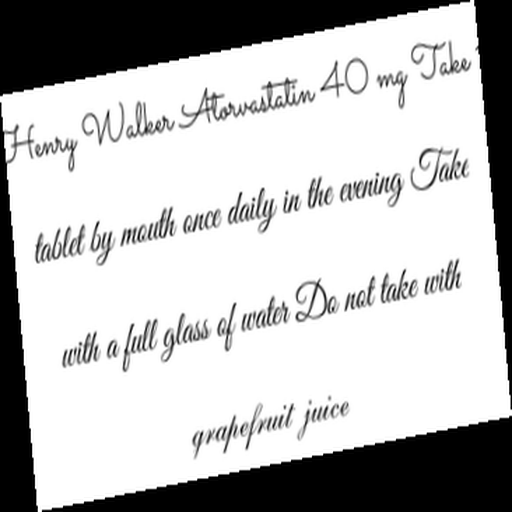 Henry Walker Atorvastatin 40 mg Take
tablet by mouth once daily in the evening Take
with a full glass of water Do not take with
grapefruit juice